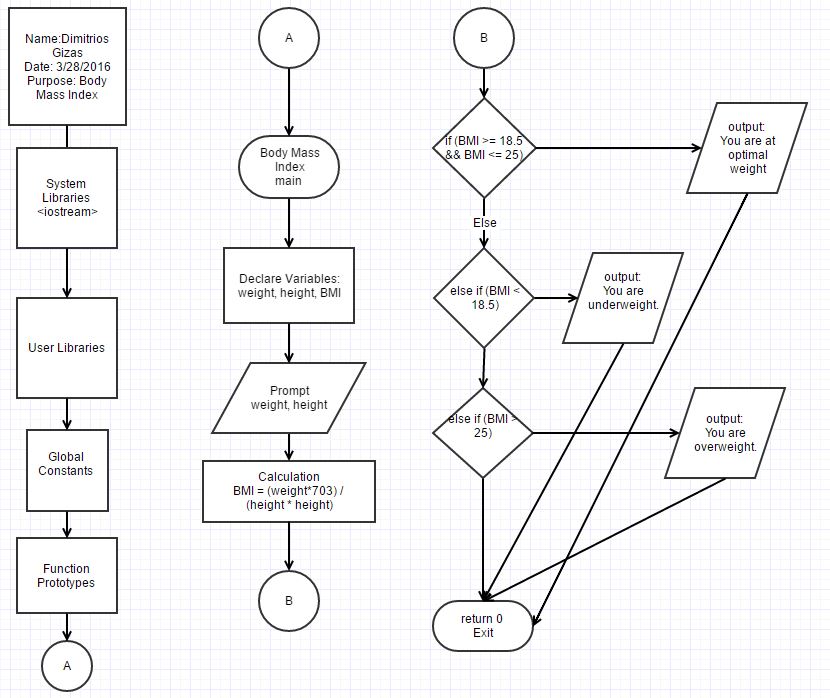 Name:Dimitrios
Gizas
Date: 3/28/2016
Purpose: Body
Mass Index
System
Libraries
<iostream>
User Libraries
Global
Constants
Function
Prototypes
A
A
Body Mass
Index
main
Declare Variables:
weight, height, BMI
Prompt
weight, height
Calculation
BMI = (weight*703) /
(height * height)
B
B
if (BMI >= 18.5
&& BMI <= 25)
output:
You are at
optimal
weight
Else
else if (BMI <
18.5)
output:
You are
underweight.
else if (BMI >
25)
output:
You are
overweight.
return 0
Exit